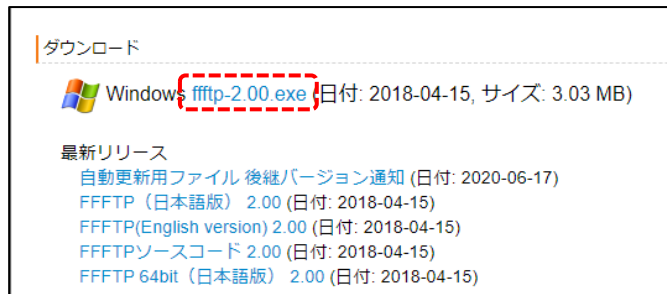 ダウンロード
Windows ffftp-2.00.exe (日付: 2018-04-15, サイズ: 3.03 MB)
最新リリース
自動更新用ファイル 後継バージョン通知 (日付: 2020-06-17)
FFFTP（日本語版） 2.00 (日付: 2018-04-15)
FFFTP(English version) 2.00 (日付: 2018-04-15)
FFFTPソースコード 2.00 (日付: 2018-04-15)
FFFTP 64bit（日本語版） 2.00 (日付: 2018-04-15)